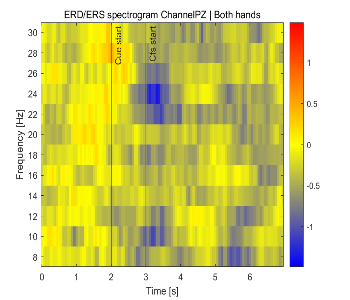 ERD/ERS spectrogram ChannelPZ | Both hands
Cue start
Cfs start
Frequency [Hz]
30
28
26
24
22
20
18
16
14
12
10
8
0 1 2 3 4 5 6
Time [s]
1
0.5
0
-0.5
-1